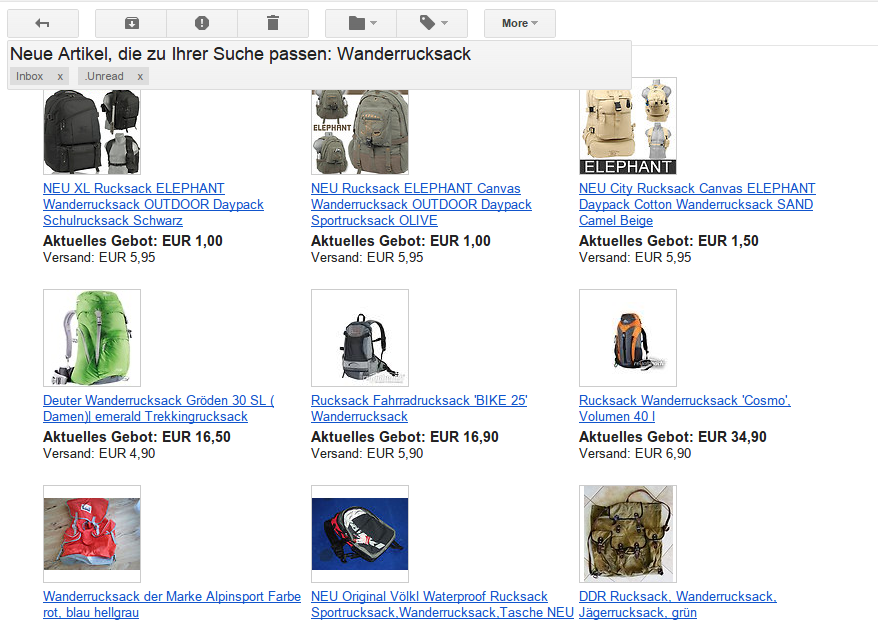 More
Neue Artikel, die zu Ihrer Suche passen: Wanderrucksack
Inbox x .Unread x
ELEPHANT
ELEPHANT
NEU XL Rucksack ELEPHANT
Wanderrucksack OUTDOOR Daypack
Schulrucksack Schwarz
Aktuelles Gebot: EUR 1,00
Versand: EUR 5,95
NEU Rucksack ELEPHANT Canvas
Wanderrucksack OUTDOOR Daypack
Sportrucksack OLIVE
Aktuelles Gebot: EUR 1,00
Versand: EUR 5,95
NEU City Rucksack Canvas ELEPHANT
Daypack Cotton Wanderrucksack SAND
Camel Beige
Aktuelles Gebot: EUR 1,50
Versand: EUR 5,95
Deuter Wanderrucksack Gröden 30 SL (
Damen)| emerald Trekkingrucksack
Aktuelles Gebot: EUR 16,50
Versand: EUR 4,90
Rucksack Fahrradrucksack 'BIKE 25'
Wanderrucksack
Aktuelles Gebot: EUR 16,90
Versand: EUR 5,90
Rucksack Wanderrucksack 'Cosmo',
Volumen 40 l
Aktuelles Gebot: EUR 34,90
Versand: EUR 6,90
Wanderrucksack der Marke Alpinsport Farbe
rot, blau hellgrau
NEU Original Völkl Waterproof Rucksack
Sportrucksack,Wanderrucksack,Tasche NEU
DDR Rucksack, Wanderrucksack,
Jägerrucksack, grün